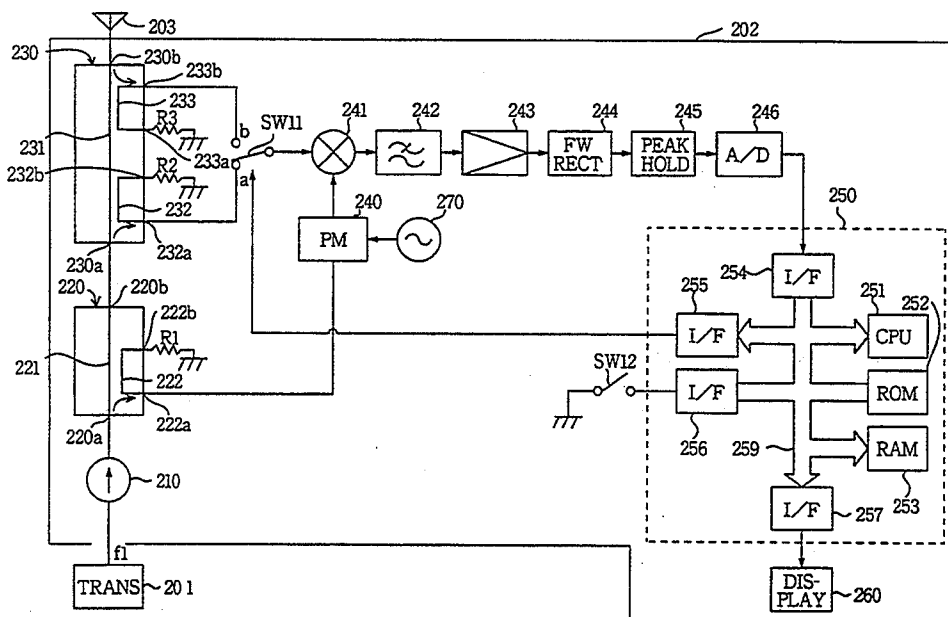 203
202
230
230b
233b
233
R3
b
SW11
241
242
243
244
245
246
FW
RECT
PEAK
HOLD
A/D
231
233a
232b
R2
a
232
240
270
PM
250
230a
232a
254
I/F
220
220b
222b
255
251
252
R1
I/F
CPU
221
222
SW12
I/F
ROM
220a
222a
256
259
RAM
253
210
I/F
257
f1
TRANS
201
DIS-
PLAY
260